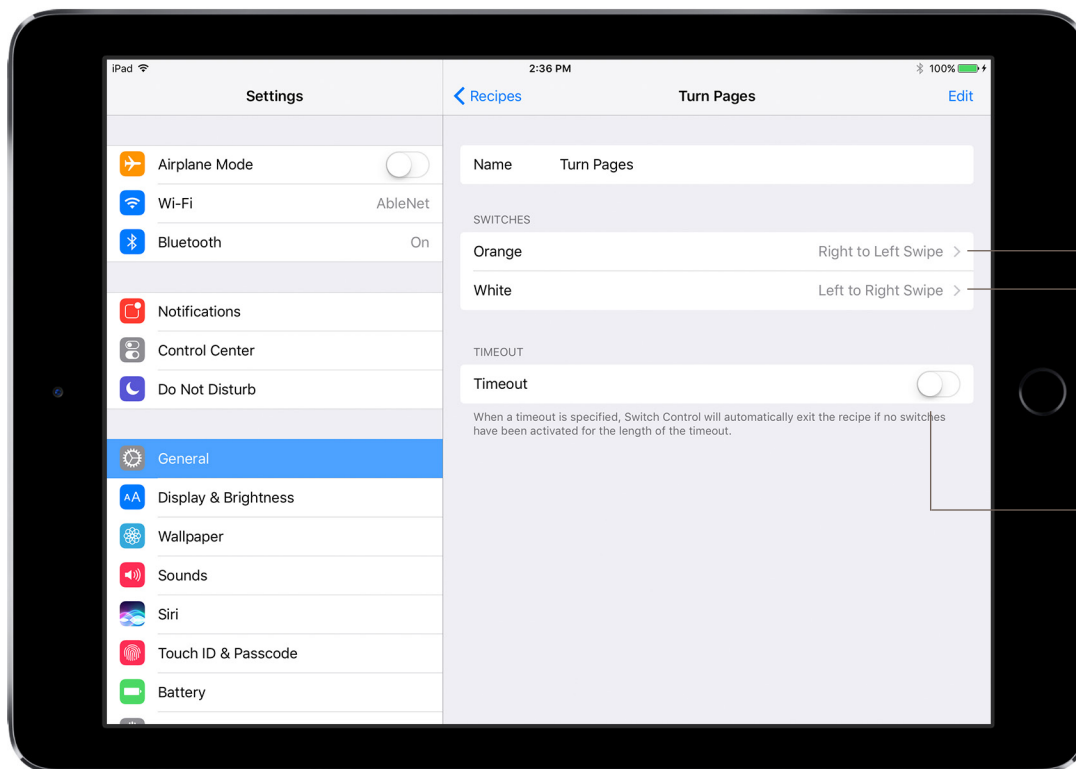 iPad
2:36 PM
100%
Settings
Recipes
Turn Pages
Edit
Airplane Mode
Wi-Fi
AbleNet
Bluetooth
On
Notifications
Control Center
Do Not Disturb
General
AA
Display & Brightness
Wallpaper
Sounds
Siri
Touch ID & Passcode
Battery
Name
Turn Pages
SWITCHES
Orange
Right to Left Swipe
White
Left to Right Swipe
TIMEOUT
Timeout
When a timeout is specified, Switch Control will automatically exit the recipe if no switches
have been activated for the length of the timeout.